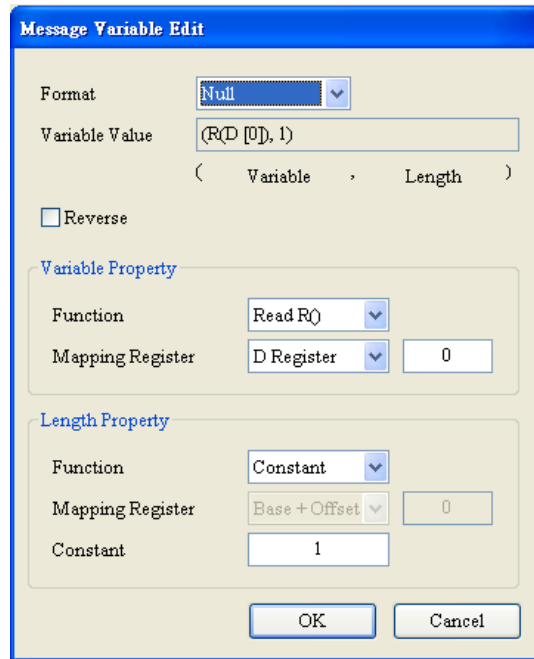 Message Variable Edit
Format Null
Variable Value (R(D [0]), 1)
( Variable , Length )
Reverse
Variable Property
Function Read R()
Mapping Register D Register 0
Length Property
Function Constant
Mapping Register Base + Offset 0
Constant 1
OK Cancel